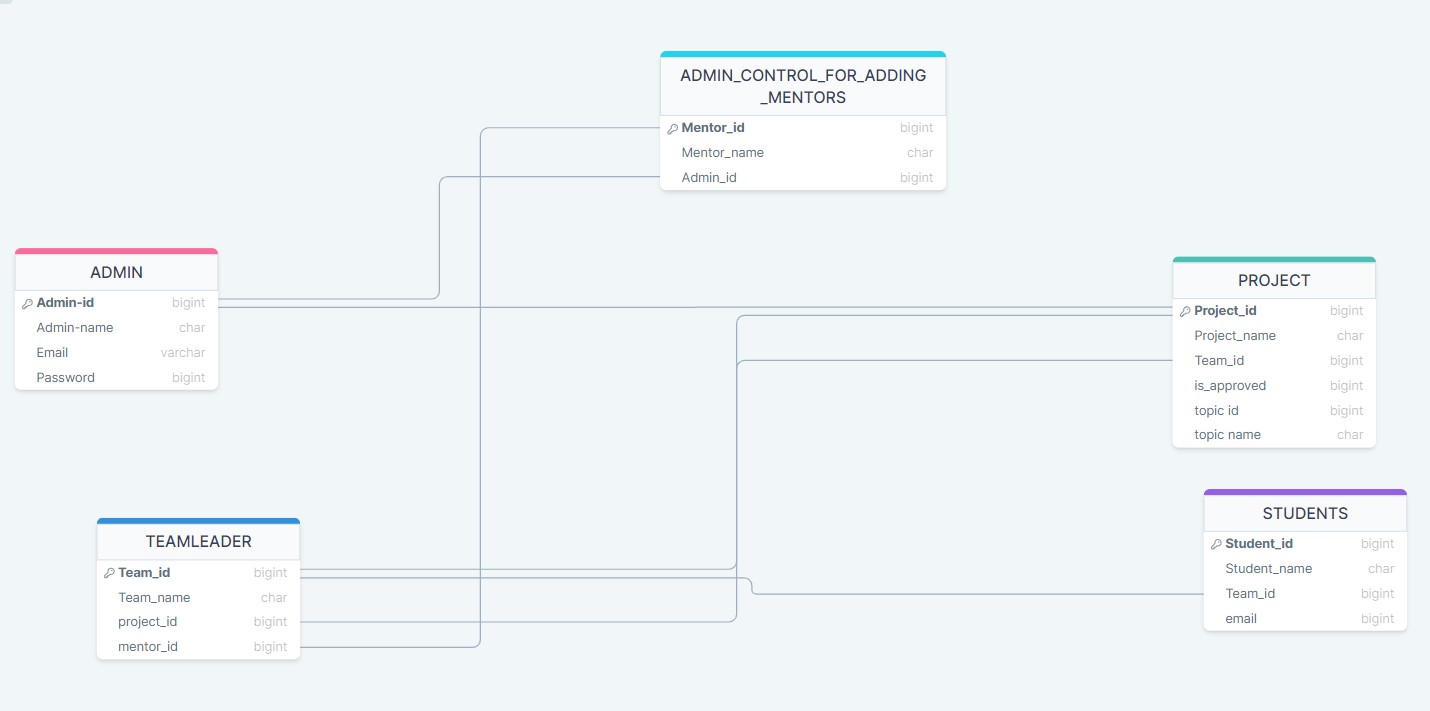 ADMIN_CONTROL_FOR_ADDING
_MENTORS
Mentor_id bigint
Mentor_name char
Admin_id bigint
ADMIN
Admin-id bigint
Admin-name char
Email varchar
Password bigint
PROJECT
Project_id bigint
Project_name char
Team_id bigint
is_approved bigint
topic id bigint
topic name char
TEAMLEADER
Team_id bigint
Team_name char
project_id bigint
mentor_id bigint
STUDENTS
Student_id bigint
Student_name char
Team_id bigint
email bigint